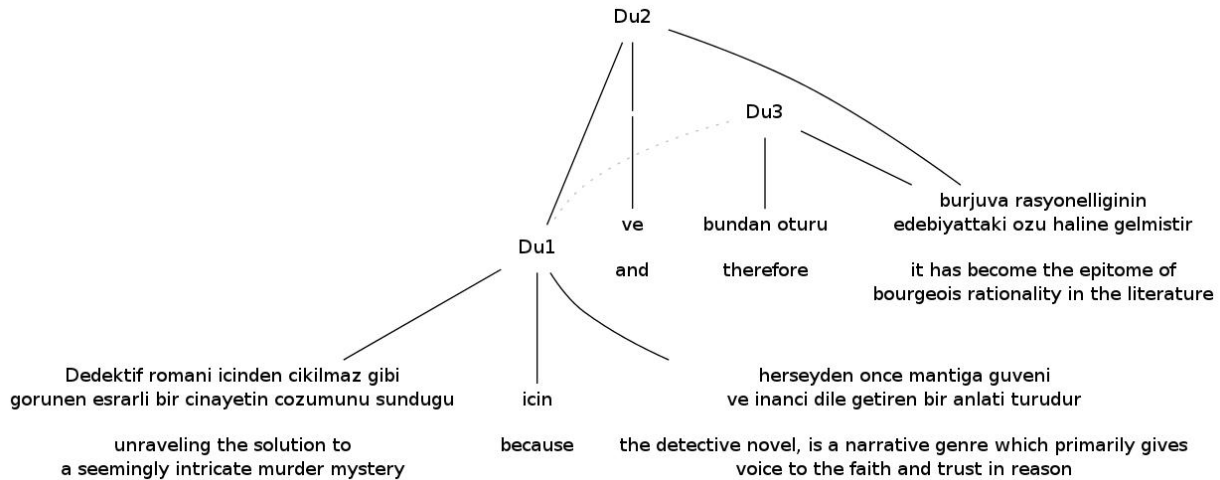 Du2
Du3
burjuva rasyonelliginin
edebiyattaki ozu haline gelmistir
ve
bundan oturu
Du1
and
therefore
it has become the epitome of
bourgeois rationality in the literature
Dedektif romani icinden cikilmaz gibi
gorunen esrarli bir cinayetin cozumunu sundugu
icin
herseyden once mantiga guveni
ve inanci dile getiren bir anlati turudur
unraveling the solution to
a seemingly intricate murder mystery
because
the detective novel, is a narrative genre which primarily gives
voice to the faith and trust in reason